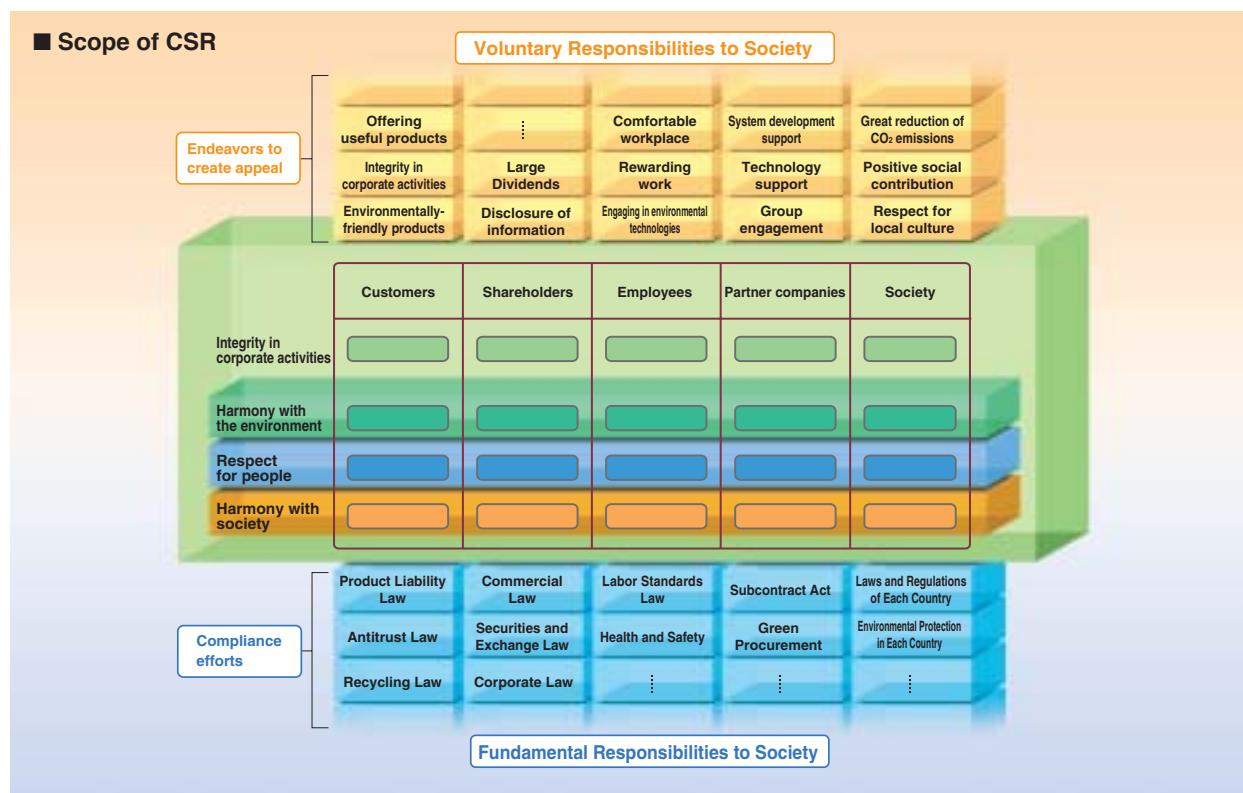 ■ Scope of CSR
Voluntary Responsibilities to Society
Endeavors to
create appeal
Offering
useful products
Comfortable
workplace
System development
support
Great reduction of
CO₂ emissions
Integrity in
corporate activities
Large
Dividends
Rewarding
work
Technology
support
Positive social
contribution
Environmentally-
friendly products
Disclosure of
information
Engaging in environmental
technologies
Group
engagement
Respect for
local culture
Customers
Shareholders
Employees
Partner companies
Society
Integrity in
corporate activities
Harmony with
the environment
Respect
for people
Harmony with
society
Compliance
efforts
Product Liability
Law
Commercial
Law
Labor Standards
Law
Subcontract Act
Laws and Regulations
of Each Country
Antitrust Law
Securities and
Exchange Law
Health and Safety
Green
Procurement
Environmental Protection
in Each Country
Recycling Law
Corporate Law
Fundamental Responsibilities to Society